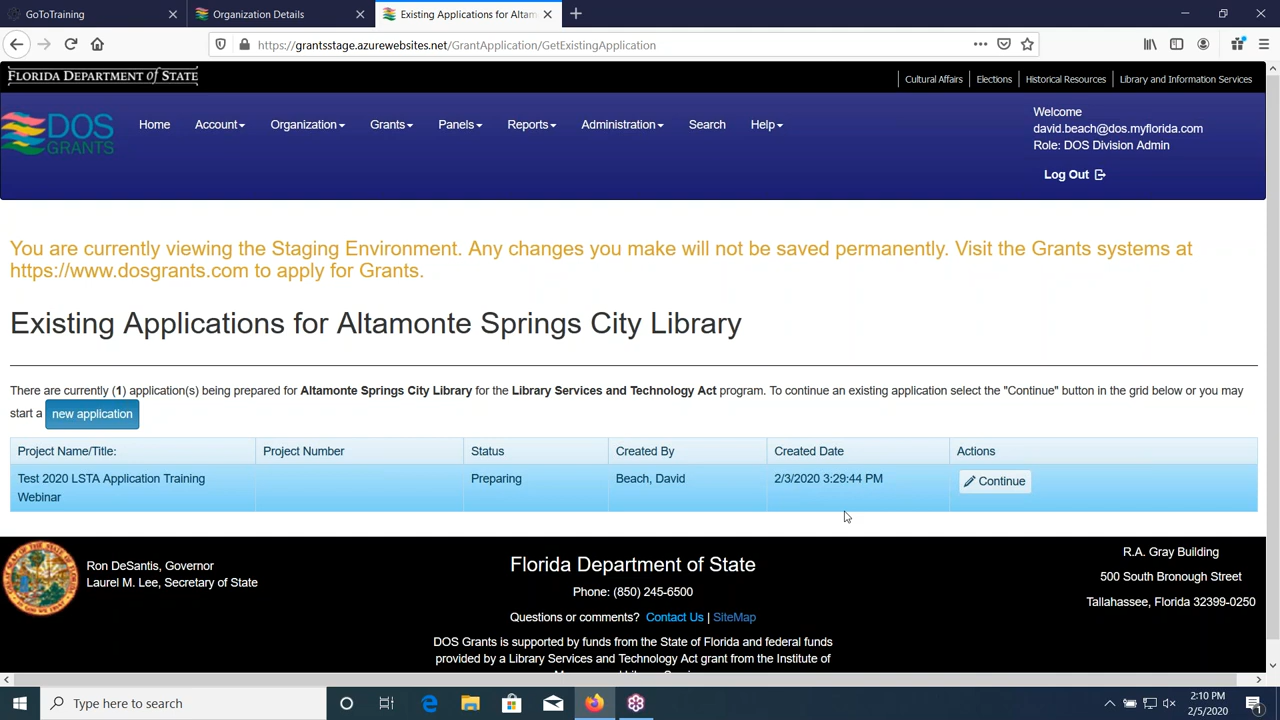 GoToTraining
Organization Details
Existing Applications for Altam
https://grantsstage.azurewebsites.net/GrantApplication/GetExistingApplication
FLORIDA DEPARTMENT of STATE
Cultural Affairs
Elections
Historical Resources
Library and Information Services
DOS
GRANTS
Home
Account
Organization
Grants
Panels
Reports
Administration
Search
Help
Welcome
david.beach@dos.myflorida.com
Role: DOS Division Admin
Log Out
You are currently viewing the Staging Environment. Any changes you make will not be saved permanently. Visit the Grants systems at
https://www.dosgrants.com to apply for Grants.
Existing Applications for Altamonte Springs City Library
There are currently (1) application(s) being prepared for Altamonte Springs City Library for the Library Services and Technology Act program. To continue an existing application select the "Continue" button in the grid below or you may
start a new application
Project Name/Title:
Project Number
Status
Created By
Created Date
Actions
Test 2020 LSTA Application Training
Webinar
Preparing
Beach, David
2/3/2020 3:29:44 PM
Continue
Ron DeSantis, Governor
Laurel M. Lee, Secretary of State
Florida Department of State
Phone: (850) 245-6500
Questions or comments? Contact Us | SiteMap
DOS Grants is supported by funds from the State of Florida and federal funds
provided by a Library Services and Technology Act grant from the Institute of
R.A. Gray Building
500 South Bronough Street
Tallahassee, Florida 32399-0250
Type here to search
2:10 PM
2/5/2020
1